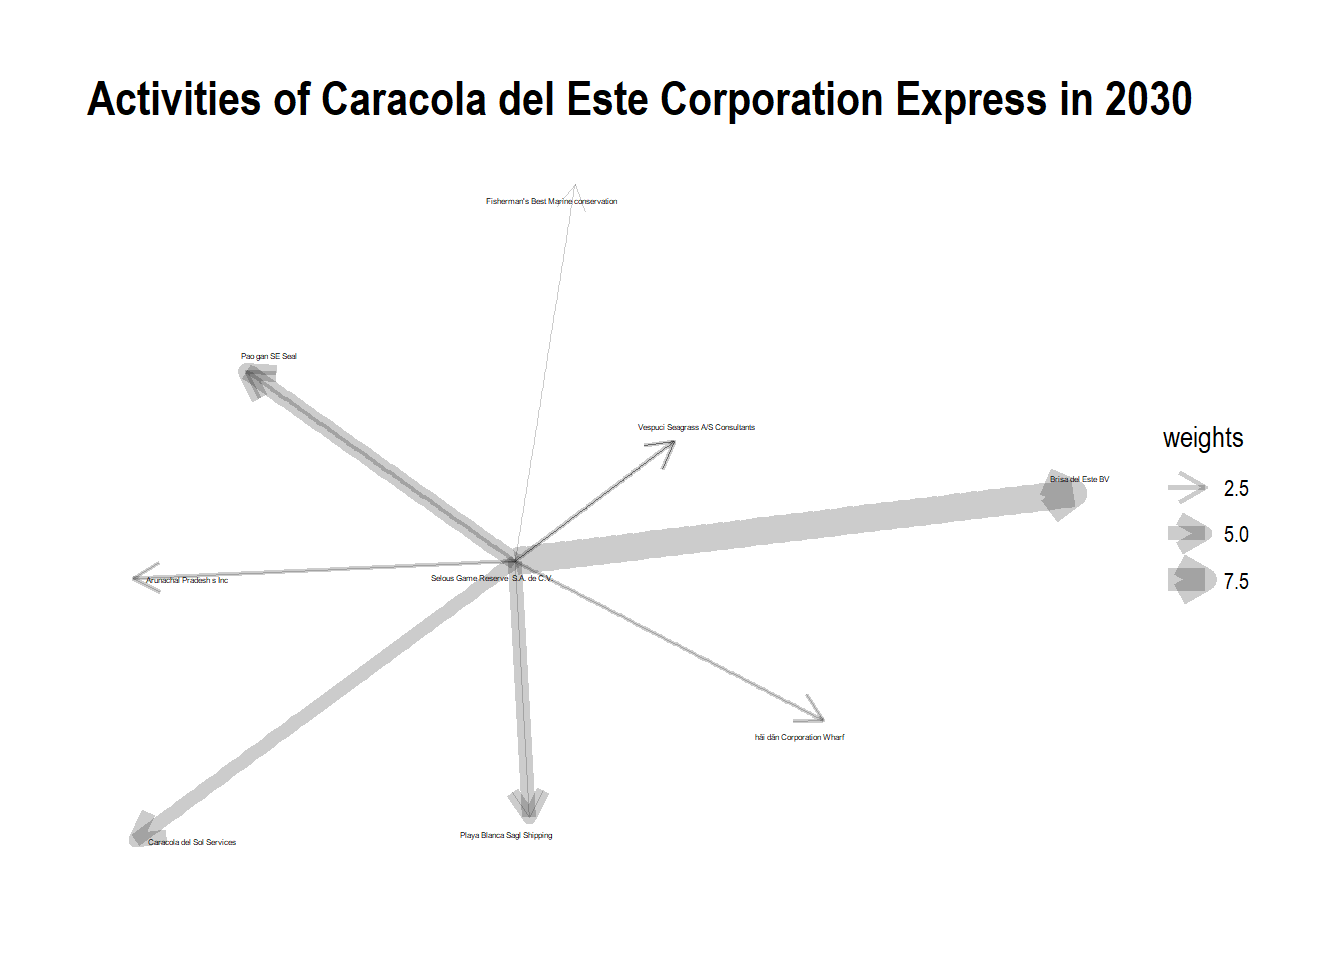 Activities of Caracola del Este Corporation Express in 2030
Fisherman's Best Marine conservation
Pao gan SE Seal
Vespuci Seagrass A/S Consultants
weights
Brisa del Este BV
2.5
5.0
Arunachal Pradesh s Inc
Selous Game Reserve S.A. de C.V.
7.5
hǎi dǎn Corporation Wharf
Playa Blanca Sagl Shipping
Caracola del Sol Services